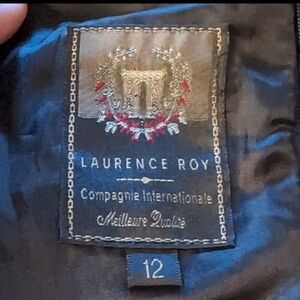 LAURENCE ROY
Compagnie Internationale
Meilleure Qualité
12